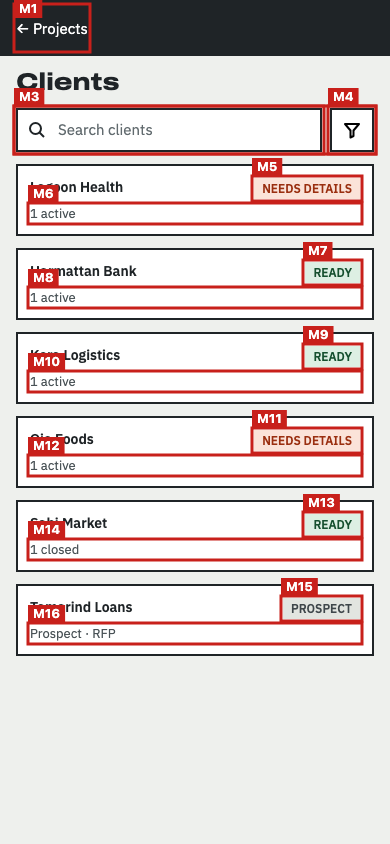 M1
← Projects
Clients
M3
M4
Search clients
M5
Health
NEEDS DETAILS
M6
1 active
M7
Bank
READY
M8
1 active
M9
Logistics
READY
M10
1 active
M11
Foods
NEEDS DETAILS
M12
1 active
M13
Market
READY
M14
1 closed
M15
Loans
PROSPECT
M16
Prospect · RFP